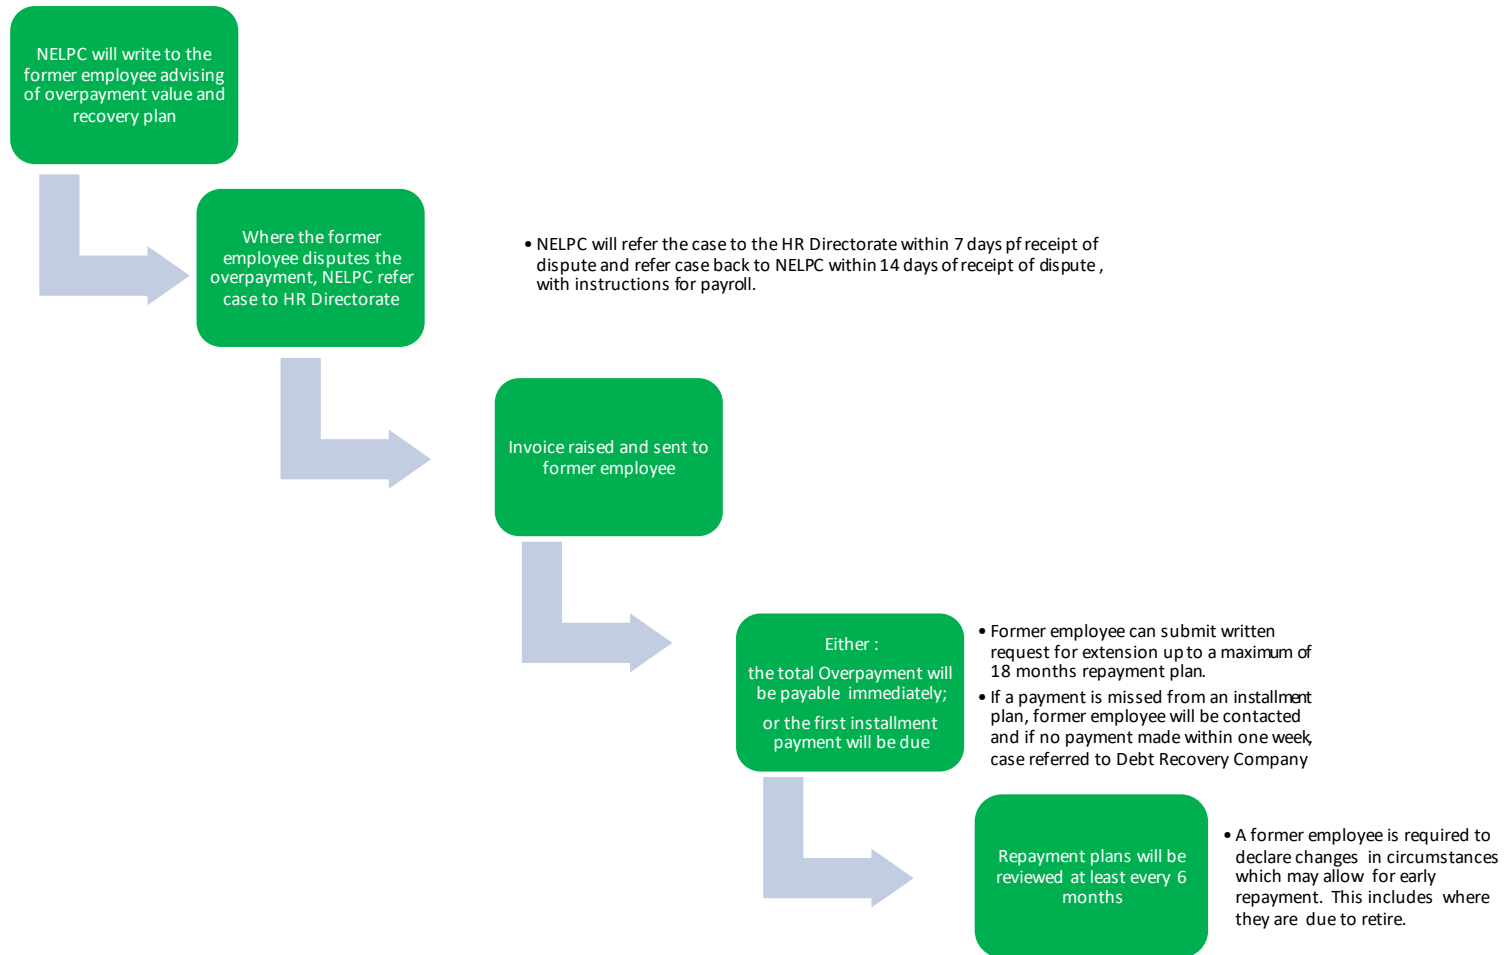 NELPC will write to the
former employee advising
of overpayment value and
recovery plan
Where the former
employee disputes the
overpayment, NELPC refer
case to HR Directorate
• NELPC will refer the case to the HR Directorate within 7 days pf receipt of
dispute and refer case back to NELPC within 14 days of receipt of dispute ,
with instructions for payroll.
Invoice raised and sent to
former employee
Either :
the total Overpayment will
be payable immediately;
or the first installment
payment will be due
• Former employee can submit written
request for extension up to a maximum of
18 months repayment plan.
• If a payment is missed from an installment
plan, former employee will be contacted
and if no payment made within one week,
case referred to Debt Recovery Company
Repayment plans will be
reviewed at least every 6
months
• A former employee is required to
declare changes in circumstances
which may allow for early
repayment. This includes where
they are due to retire.